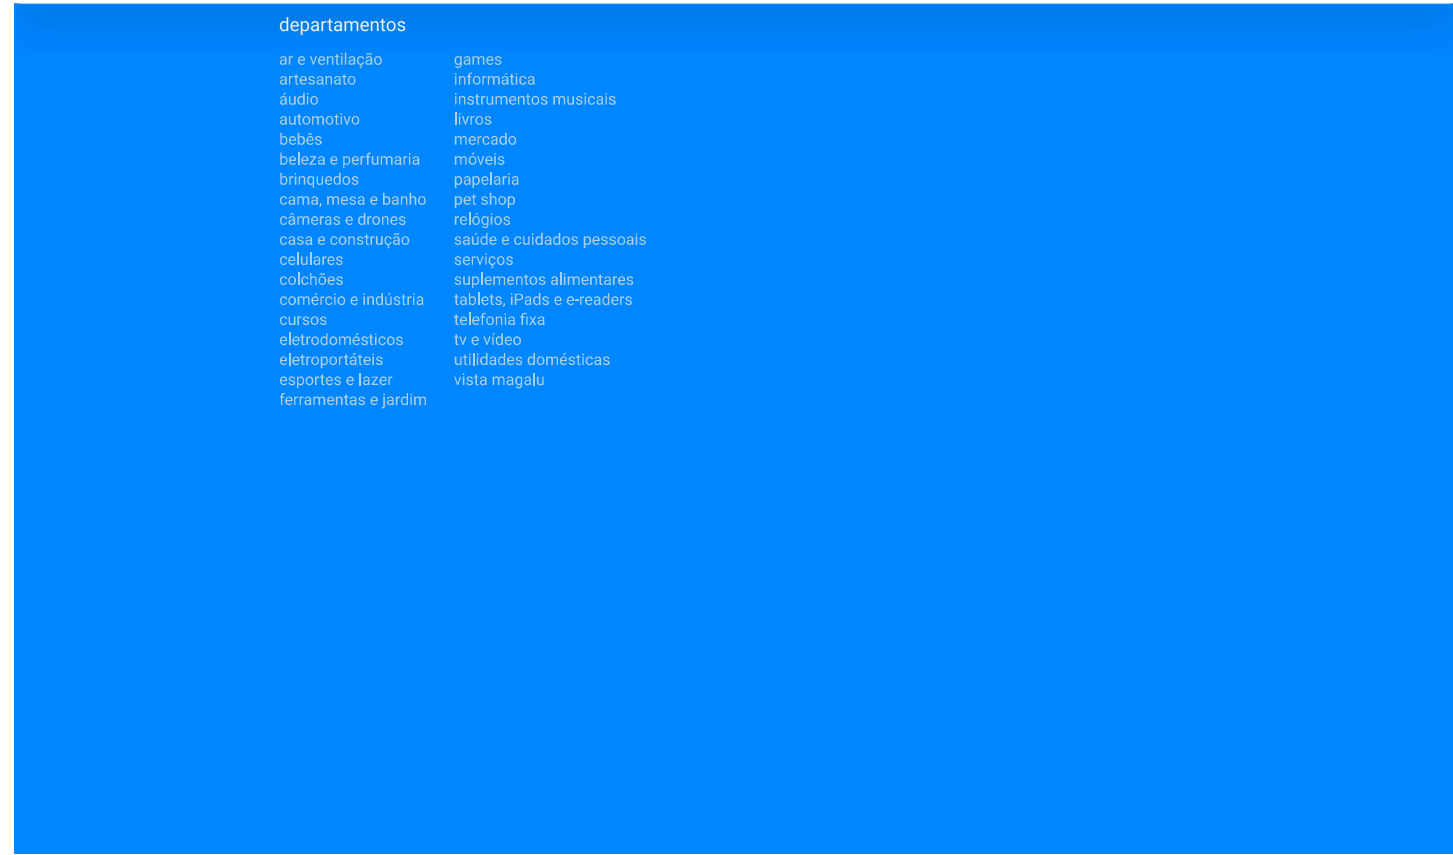 departamentos
ar e ventilação
artesanato
áudio
automotivo
bebês
beleza e perfumaria
brinquedos
cama, mesa e banho
câmeras e drones
casa e construção
celulares
colchões
comércio e indústria
cursos
eletrodomésticos
eletroportáteis
esportes e lazer
ferramentas e jardim
games
informática
instrumentos musicais
livros
mercado
móveis
papelaria
pet shop
relógios
saúde e cuidados pessoais
serviços
suplementos alimentares
tablets, iPads e e-readers
telefonia fixa
tv e vídeo
utilidades domésticas
vista magalu